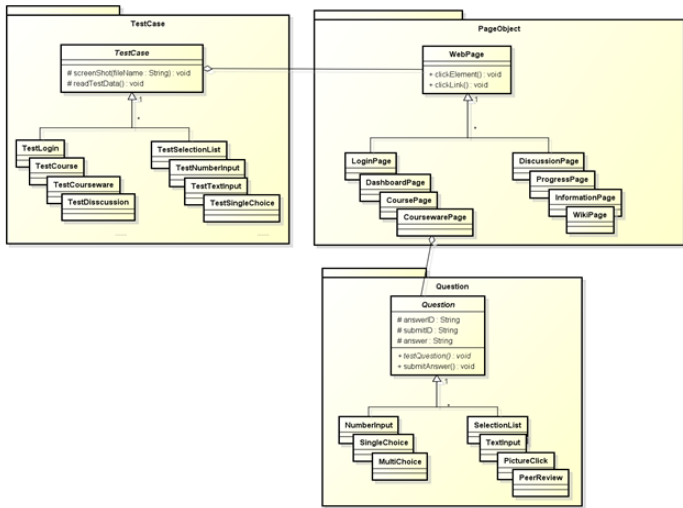 TestCase
TestCase
# screenShot(fileName : String) : void
# readTestData() : void
1
*
TestLogin
TestCourse
TestCourseware
TestDisscussion
TestSelectionList
TestNumberInput
TestTextInput
TestSingleChoice
......
......
PageObject
WebPage
+ clickElement() : void
+ clickLink() : void
1
*
LoginPage
DashboardPage
CoursePage
CoursewarePage
DiscussionPage
ProgressPage
InformationPage
WikiPage
Question
Question
# answerID : String
# submitID : String
# answer : String
+ testQuestion() : void
+ submitAnswer() : void
1
*
NumberInput
SingleChoice
MultiChoice
SelectionList
TextInput
PictureClick
PeerReview